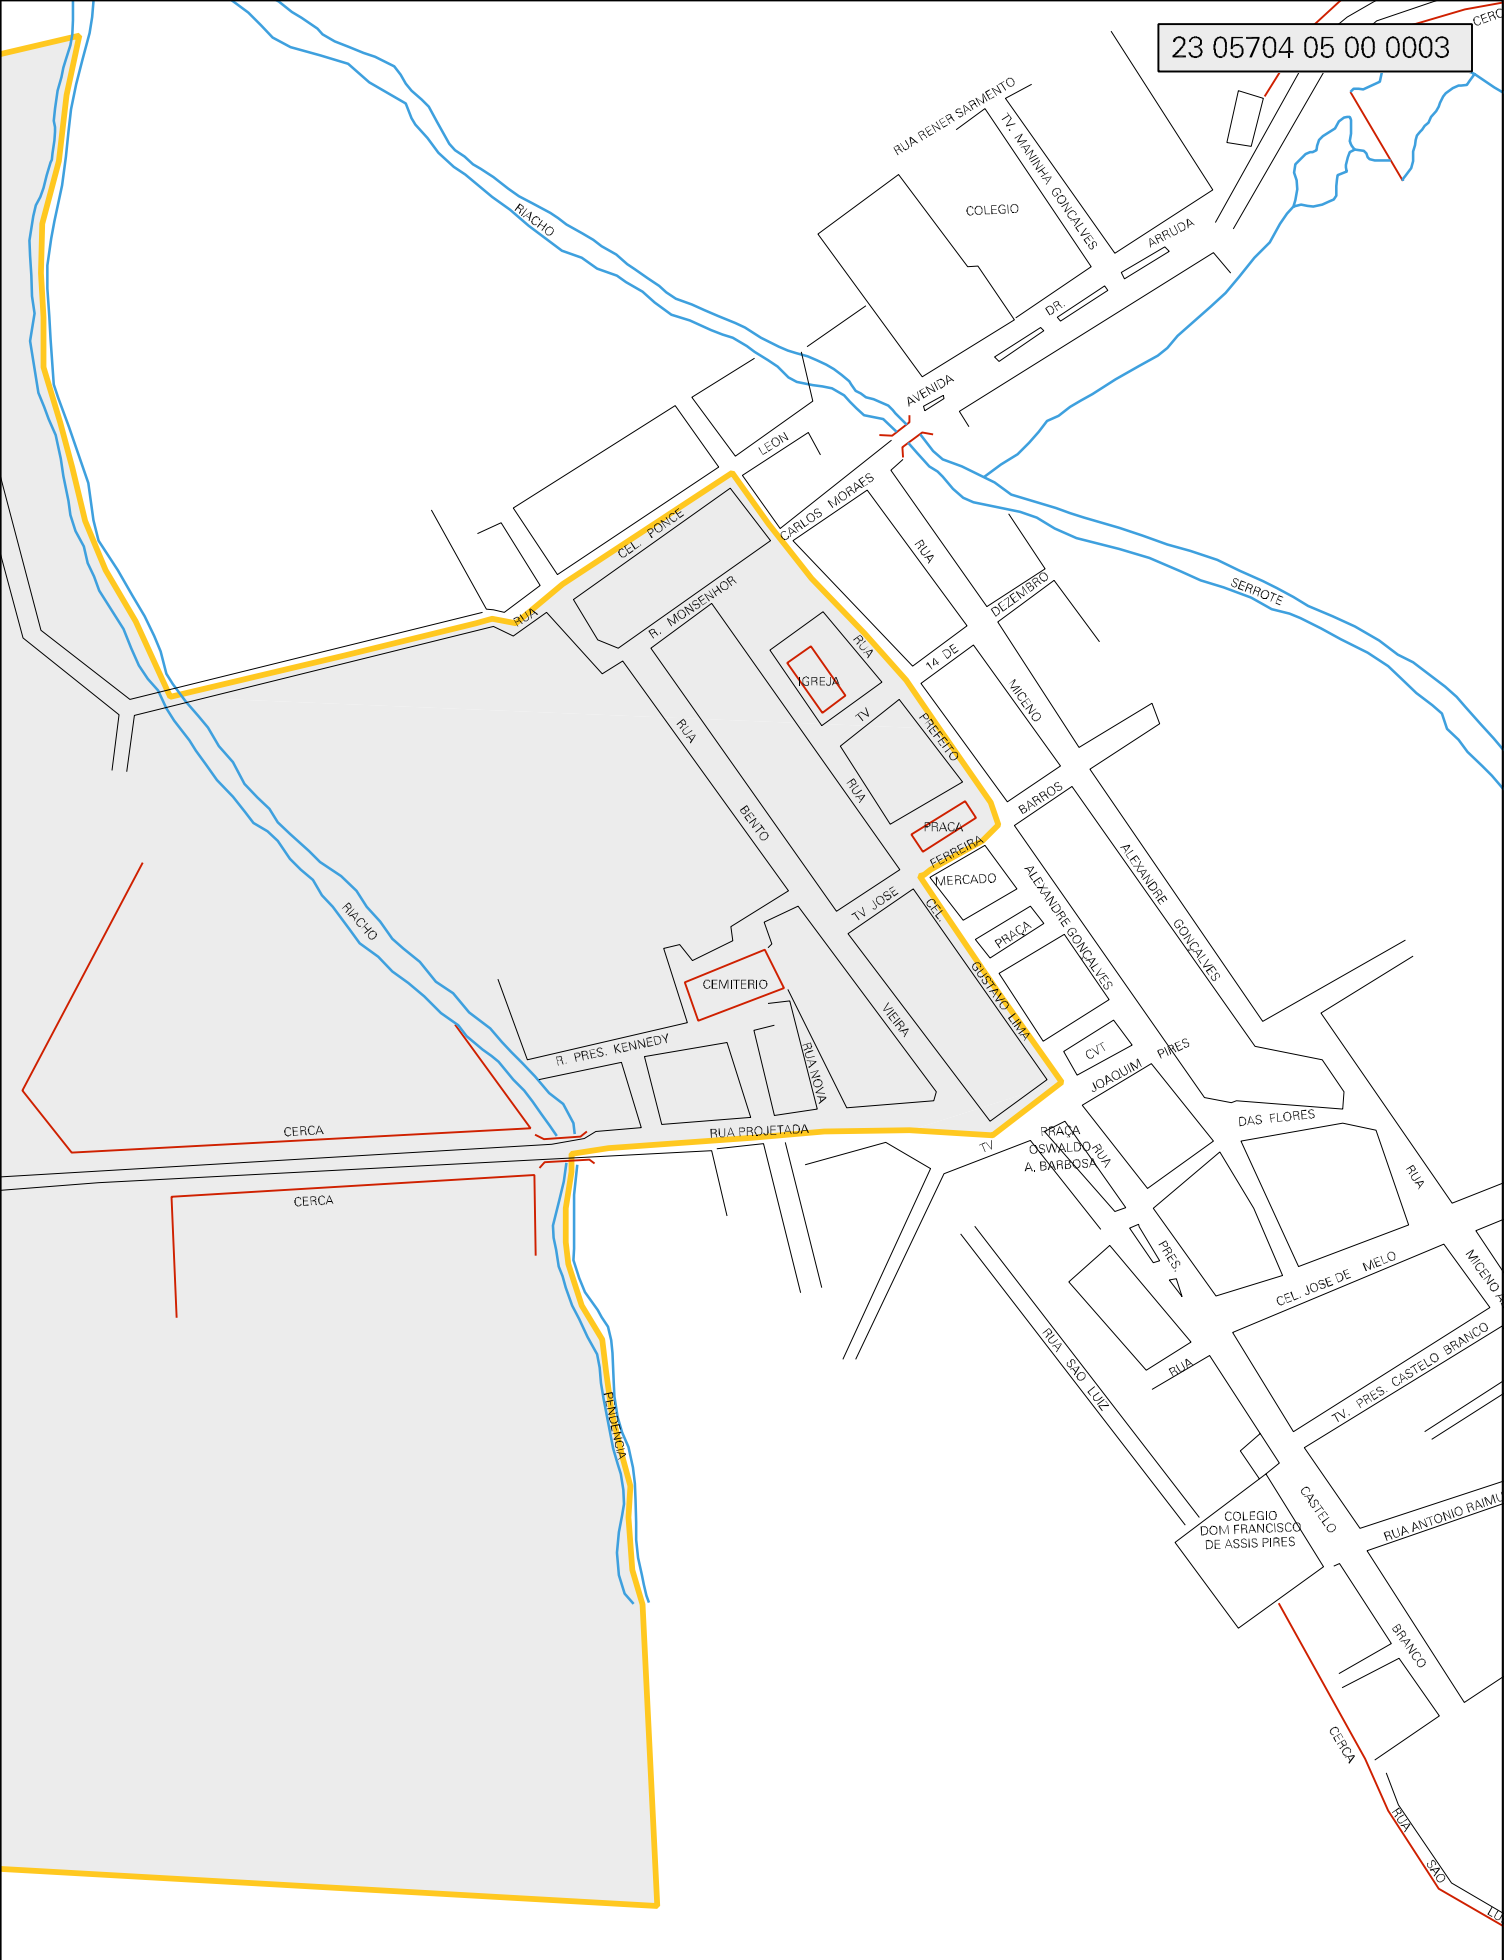 23 05704 05 00 0003
RUA RENER SARMENTO
TV. MANINHA GONCALVES
COLEGIO
RIACHO
ARRUDA
DR.
AVENIDA
LEON
CARLOS MORAES
CEL. PONCE
RUA
RUA
DEZEMBRO
SERROTE
R. MONSENHOR
RUA
14 DE
IGREJA
MICENO
TV
PREFEITO
RUA
RUA
BENTO
BARROS
PRACA
FERREIRA
MERCADO
ALEXANDRE GONÇALVES
ALEXANDRE GONÇALVES
TV JOSE
CEL.
RIACHO
PRAÇA
CEMITERIO
GUSTAVO LIMA
VIEIRA
R. PRES. KENNEDY
CVT
JOAQUIM PIRES
RUA NOVA
DAS FLORES
CERCA
RUA PROJETADA
TV
PRAÇA
OSWALDO
A. BARBOSA
RUA
RUA
CERCA
PRES.
CEL. JOSE DE MELO
MICENO
RUA SAO LUIZ
RUA
TV. PRES. CASTELO BRANCO
PENDENCIA
CASTELO
COLEGIO
DOM FRANCISCO
DE ASSIS PIRES
RUA ANTONIO RAIMU
BRANCO
CERCA
RUA
SAO